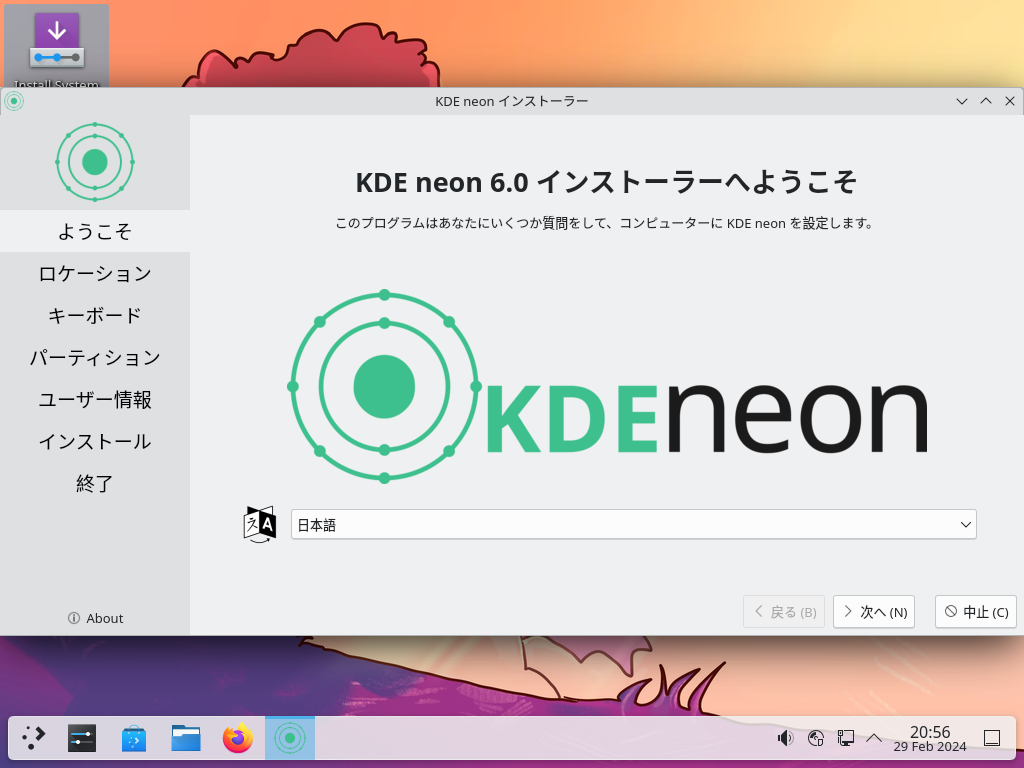 Install System
KDE neon インストーラー
ようこそ
ロケーション
キーボード
パーティション
ユーザー情報
インストール
終了
About
KDE neon 6.0 インストーラーへようこそ
このプログラムはあなたにいくつか質問をして、コンピューターに KDE neon を設定します。
KDEneon
文A
日本語
戻る (B)
次へ (N)
中止 (C)
20:56
29 Feb 2024